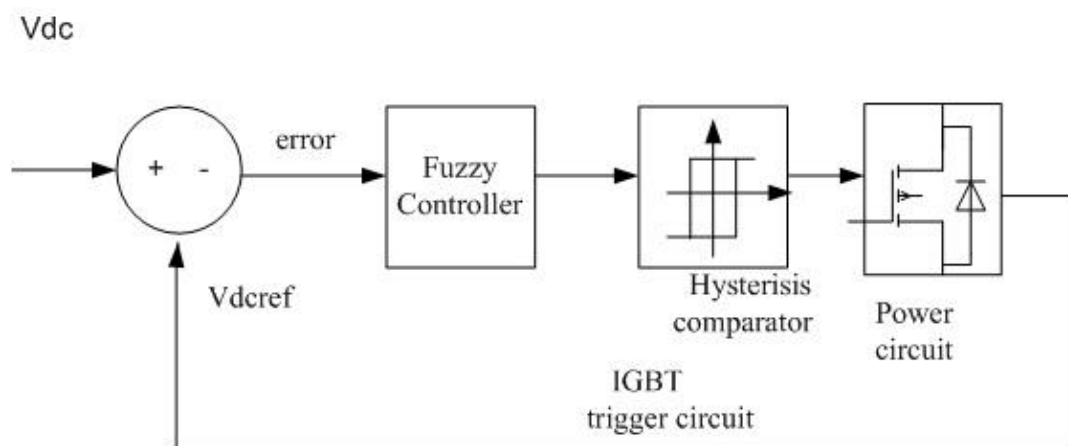 Vdc
+ -
error
Fuzzy
Controller
Vdcref
Hysterisis
comparator
Power
circuit
IGBT
trigger circuit